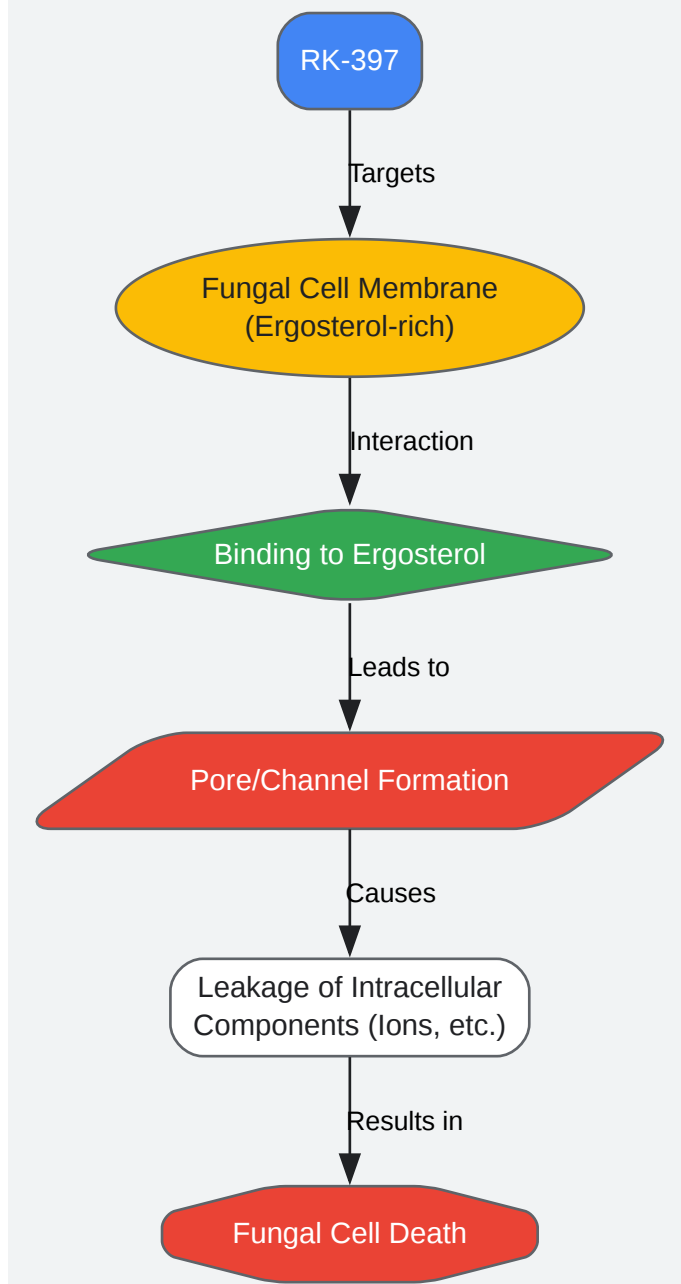 RK-397
Targets
Fungal Cell Membrane
(Ergosterol-rich)
Interaction
Binding to Ergosterol
Leads to
Pore/Channel Formation
Causes
Leakage of Intracellular
Components (Ions, etc.)
Results in
Fungal Cell Death